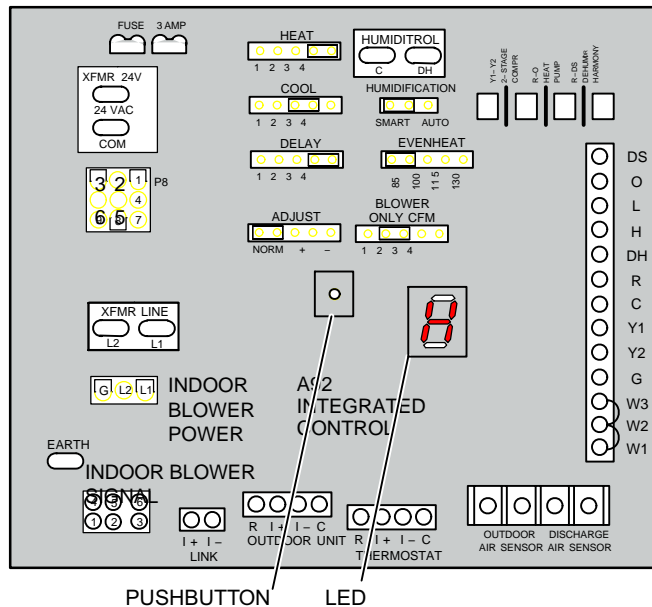 FUSE 3 AMP
XFMR 24V
24 VAC
COM
3 2 1
4
6 5 8 7
P8
XFMR LINE
L2 L1
G L2 L1
INDOOR
BLOWER
POWER
EARTH
INDOOR BLOWER
SIGNAL
4 5 6
1 2 3
HEAT
1 2 3 4
COOL
1 2 3 4
DELAY
1 2 3 4
ADJUST
NORM + –
HUMIDITROL
C DH
HUMIDIFICATION
SMART AUTO
EVENHEAT
85 100 115 130
BLOWER
ONLY CFM
1 2 3 4
Y1–Y2
2–STAGE
COMPR
R–O
HEAT
PUMP
R–DS
DEHUM
HARMONY
DS
O
L
H
DH
R
C
Y1
Y2
G
W3
W2
W1
A92
INTEGRATED
CONTROL
I + I –
LINK
R I + I – C
OUTDOOR UNIT
R I + I – C
THERMOSTAT
OUTDOOR
AIR SENSOR
DISCHARGE
AIR SENSOR
PUSHBUTTON
LED